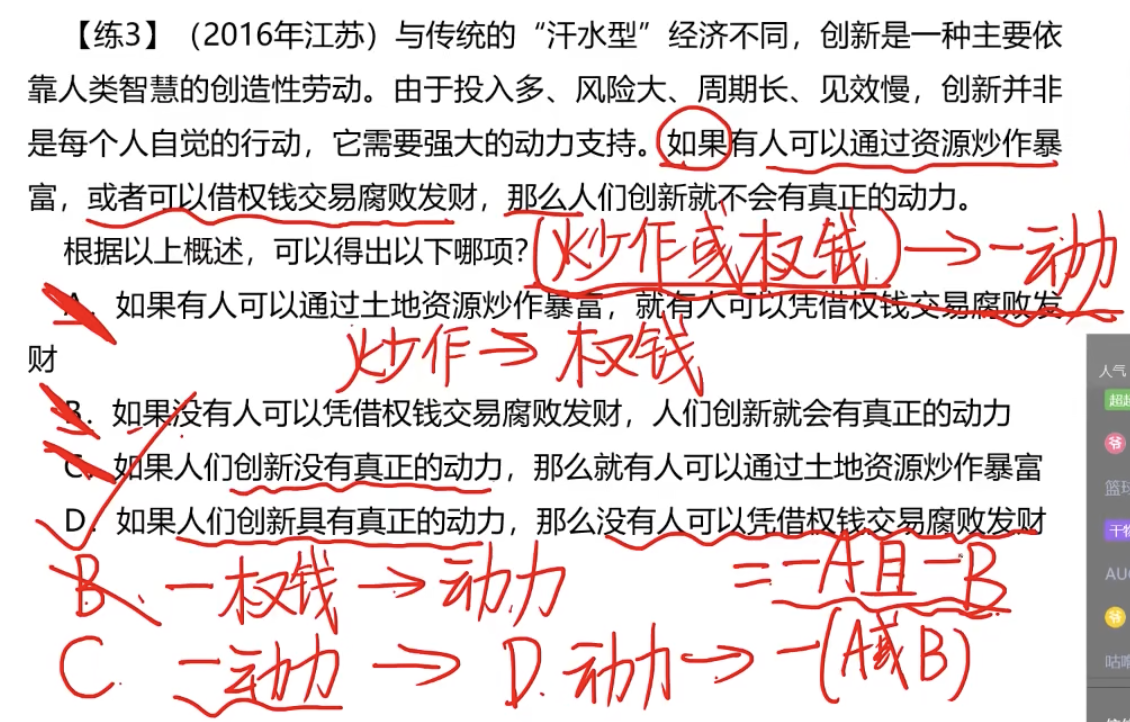 【练3】（2016年江苏）与传统的“汗水型”经济不同，创新是一种主要依
靠人类智慧的创造性劳动。由于投入多、风险大、周期长、见效慢，创新并非
是每个人自觉的行动，它需要强大的动力支持。如果有人可以通过资源炒作暴
富，或者可以借权钱交易腐败发财，那么人们创新就不会有真正的动力。
根据以上概述，可以得出以下哪项？
(炒作或权钱)→一动力
A. 如果有人可以通过土地资源炒作暴富，就有人可以凭借权钱交易腐败发
财
炒作→权钱
B. 如果没有人可以凭借权钱交易腐败发财，人们创新就会有真正的动力
C. 如果人们创新没有真正的动力，那么就有人可以通过土地资源炒作暴富
D. 如果人们创新具有真正的动力，那么没有人可以凭借权钱交易腐败发财
B、一权钱→动力
=一A且一B
C 一动力→
D. 动力→一(A或B)
人气
超
爷
篮球
干
AU
爷
咕噜